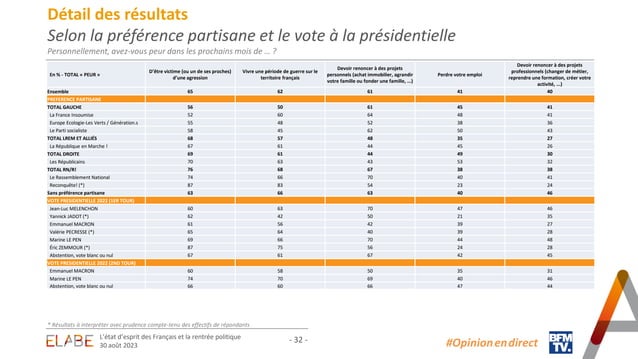 Détail des résultats
Selon la préférence partisane et le vote à la présidentielle
Personnellement, avez-vous peur dans les prochains mois de … ?
En % - TOTAL « PEUR » D'être victime (ou un de ses proches) d'une agression Vivre une période de guerre sur le territoire français Devoir renoncer à des projets personnels (achat immobilier, agrandir votre famille ou fonder une famille, …) Perdre votre emploi Devoir renoncer à des projets professionnels (changer de métier, reprendre une formation, créer votre activité, …)
Ensemble 65 62 61 41 40
PREFERENCE PARTISANE
TOTAL GAUCHE 56 50 61 45 41
La France Insoumise 52 60 64 48 41
Europe Ecologie-Les Verts / Génération.s 55 48 52 38 36
Le Parti socialiste 58 45 62 50 43
TOTAL LREM ET ALLIÉS 68 57 48 35 27
La République en Marche ! 67 61 44 45 26
TOTAL DROITE 69 61 44 49 30
Les Républicains 70 63 43 53 32
TOTAL RN/R! 76 68 67 38 38
Le Rassemblement National 74 66 70 40 41
Reconquête! (*) 87 83 54 23 24
Sans préférence partisane 63 66 63 40 46
VOTE PRESIDENTIELLE 2022 (1ER TOUR)
Jean-Luc MELENCHON 60 63 70 47 46
Yannick JADOT (*) 62 42 50 21 35
Emmanuel MACRON 61 56 42 39 27
Valérie PECRESSE (*) 65 64 40 39 28
Marine LE PEN 69 66 70 44 48
Éric ZEMMOUR (*) 87 75 56 24 28
Abstention, vote blanc ou nul 67 61 67 42 45
VOTE PRESIDENTIELLE 2022 (2ND TOUR)
Emmanuel MACRON 60 58 50 35 31
Marine LE PEN 74 70 69 40 46
Abstention, vote blanc ou nul 66 60 66 47 44
* Résultats à interpréter avec prudence compte-tenu des effectifs de répondants
ELABE L'état d'esprit des Français et la rentrée politique
30 août 2023
- 32 -
#Opinionendirect
BFM
TV.